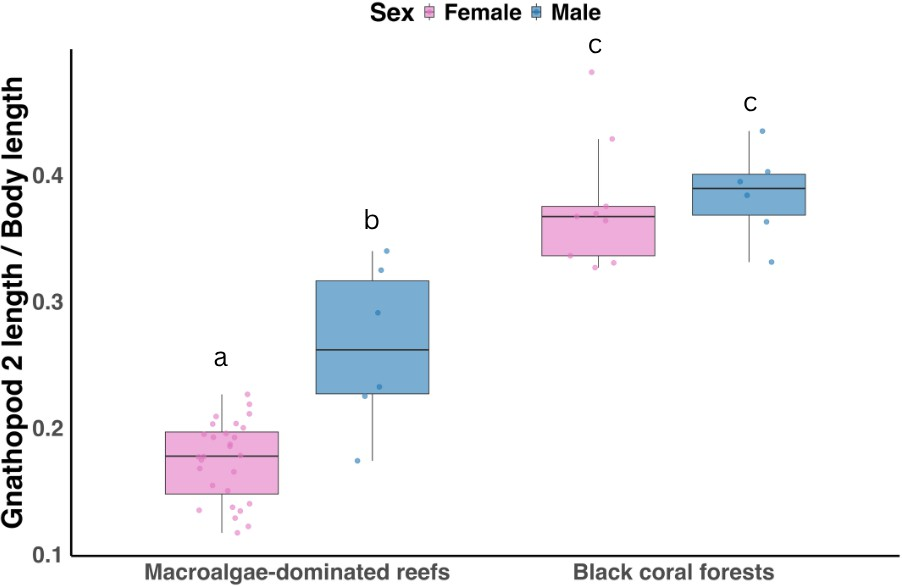 Sex Female Male
Gnathopod 2 length / Body length
c
c
0.4
b
0.3
a
0.2
0.1
Macroalgae-dominated reefs
Black coral forests